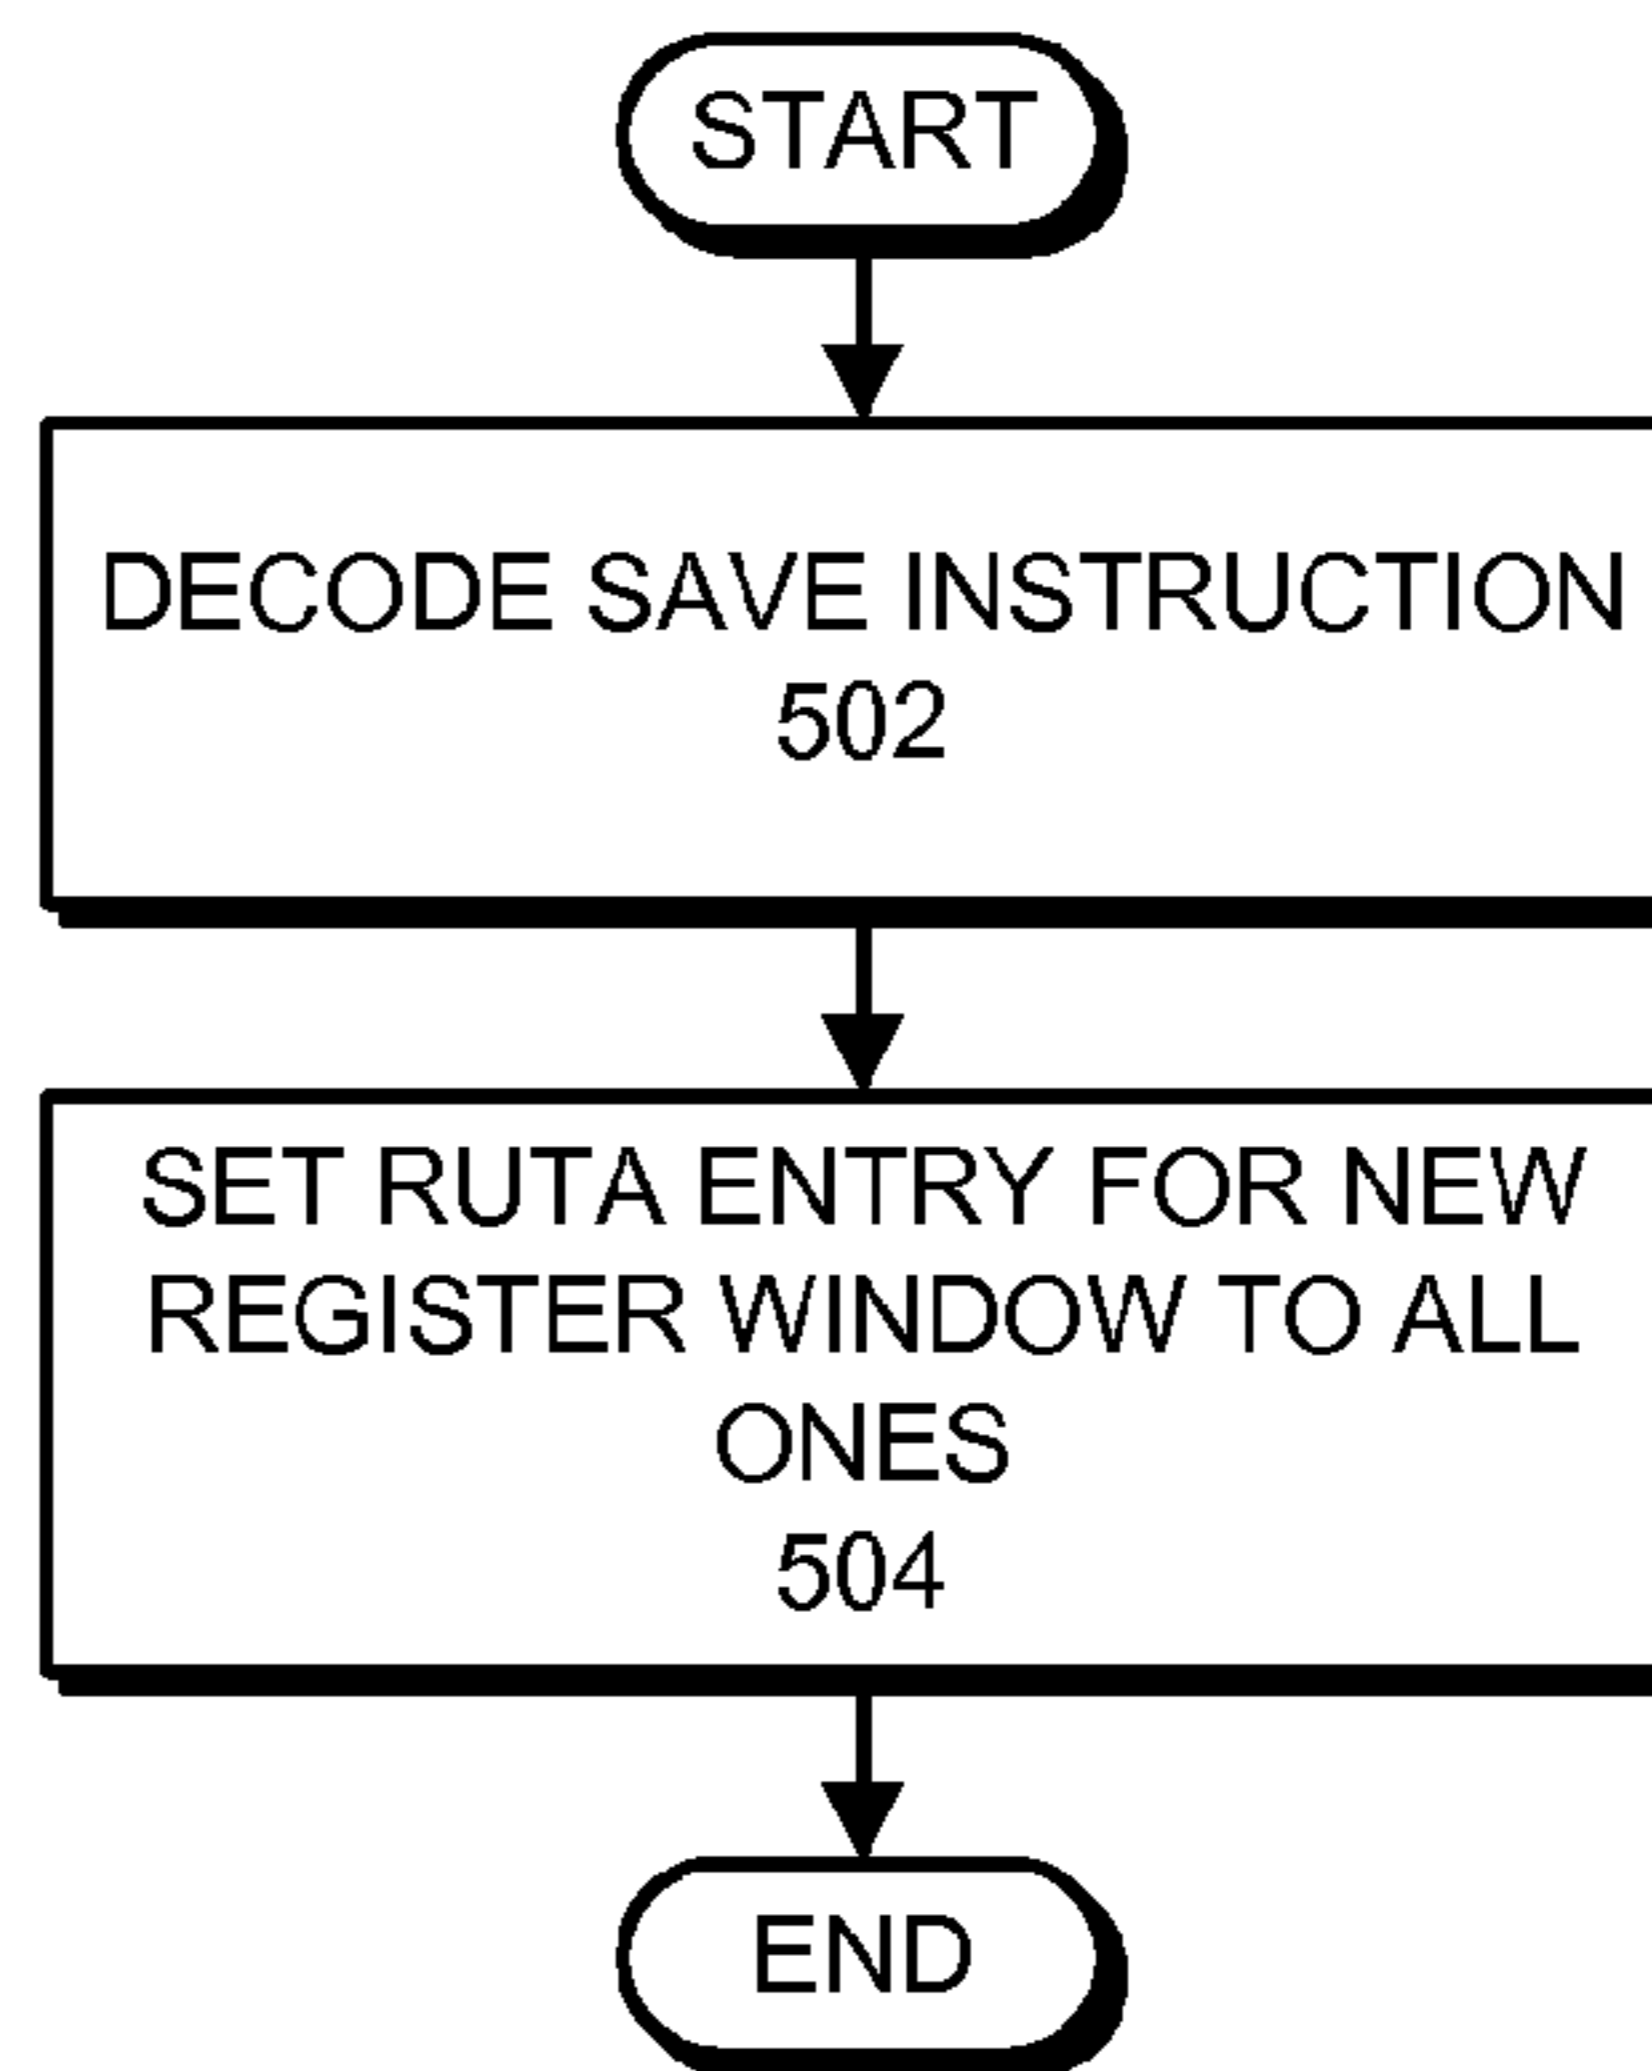 START
DECODE SAVE INSTRUCTION
502
SET RUTA ENTRY FOR NEW
REGISTER WINDOW TO ALL
ONES
504
END